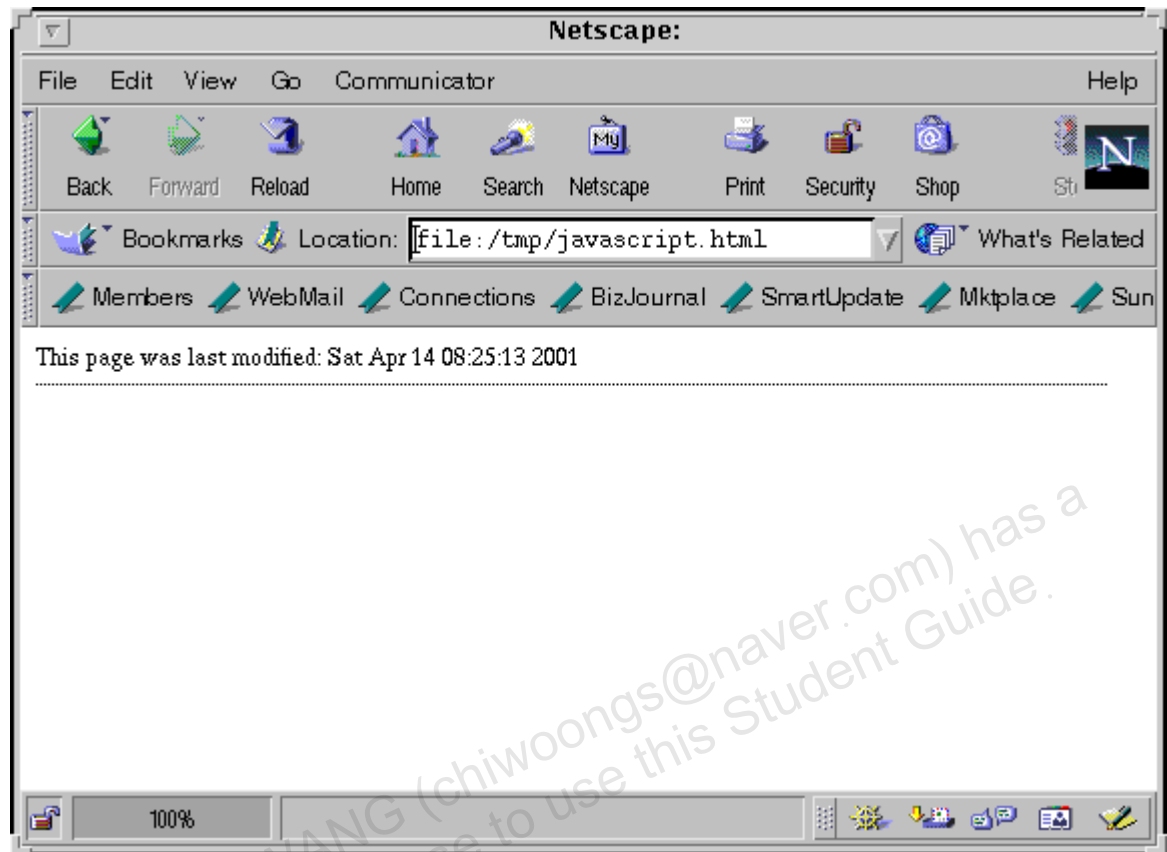 Netscape:
File Edit View Go Communicator Help
My N
Back Forward Reload Home Search Netscape Print Security Shop
Bookmarks Location: file:/tmp/javascript.html What's Related
Members WebMail Connections BizJournal SmartUpdate Mktplace Sun
This page was last modified: Sat Apr 14 08:25:13 2001
(chiwoongs@naver.com) has a
to use this Student Guide.
100%